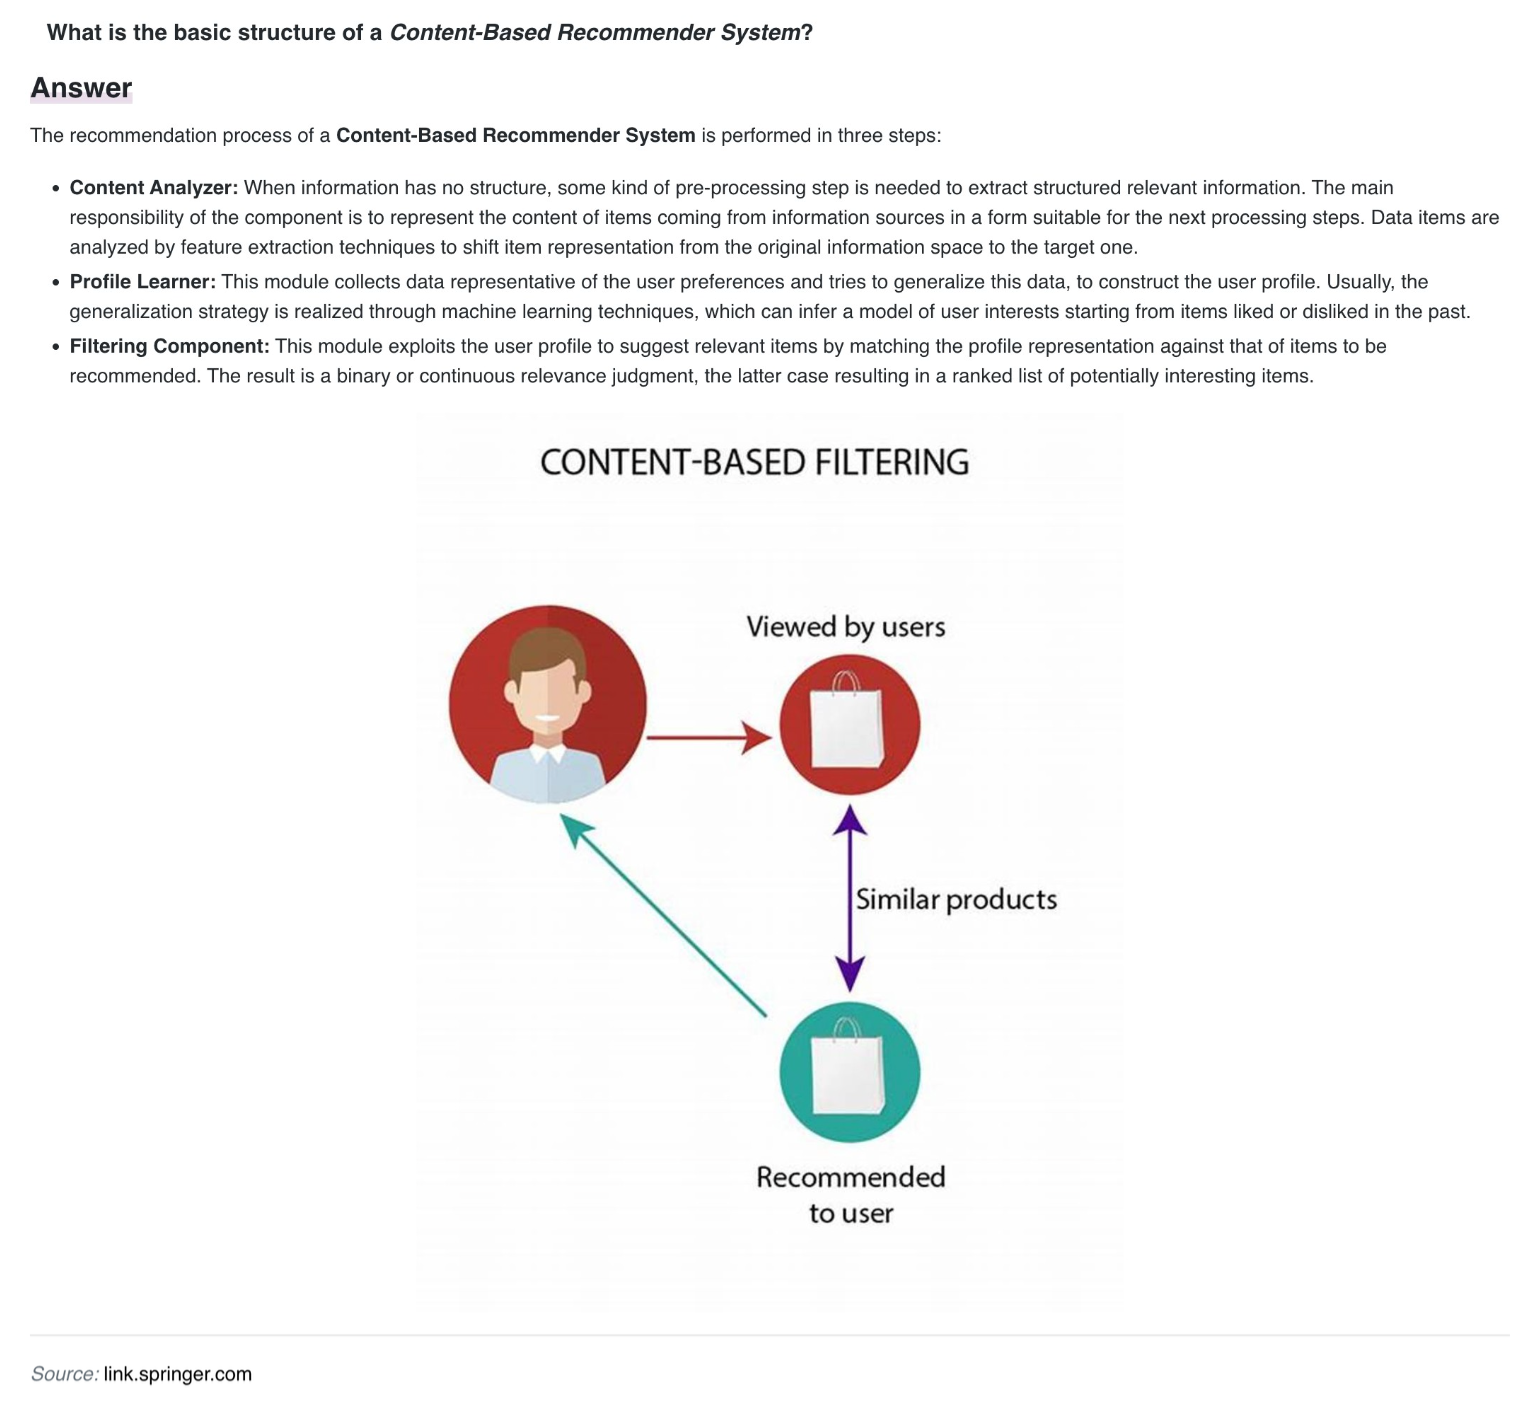 What is the basic structure of a Content-Based Recommender System?
Answer
The recommendation process of a Content-Based Recommender System is performed in three steps:
• Content Analyzer: When information has no structure, some kind of pre-processing step is needed to extract structured relevant information. The main
responsibility of the component is to represent the content of items coming from information sources in a form suitable for the next processing steps. Data items are
analyzed by feature extraction techniques to shift item representation from the original information space to the target one.
• Profile Learner: This module collects data representative of the user preferences and tries to generalize this data, to construct the user profile. Usually, the
generalization strategy is realized through machine learning techniques, which can infer a model of user interests starting from items liked or disliked in the past.
• Filtering Component: This module exploits the user profile to suggest relevant items by matching the profile representation against that of items to be
recommended. The result is a binary or continuous relevance judgment, the latter case resulting in a ranked list of potentially interesting items.
CONTENT-BASED FILTERING
Viewed by users
Similar products
Recommended
to user
Source: link.springer.com